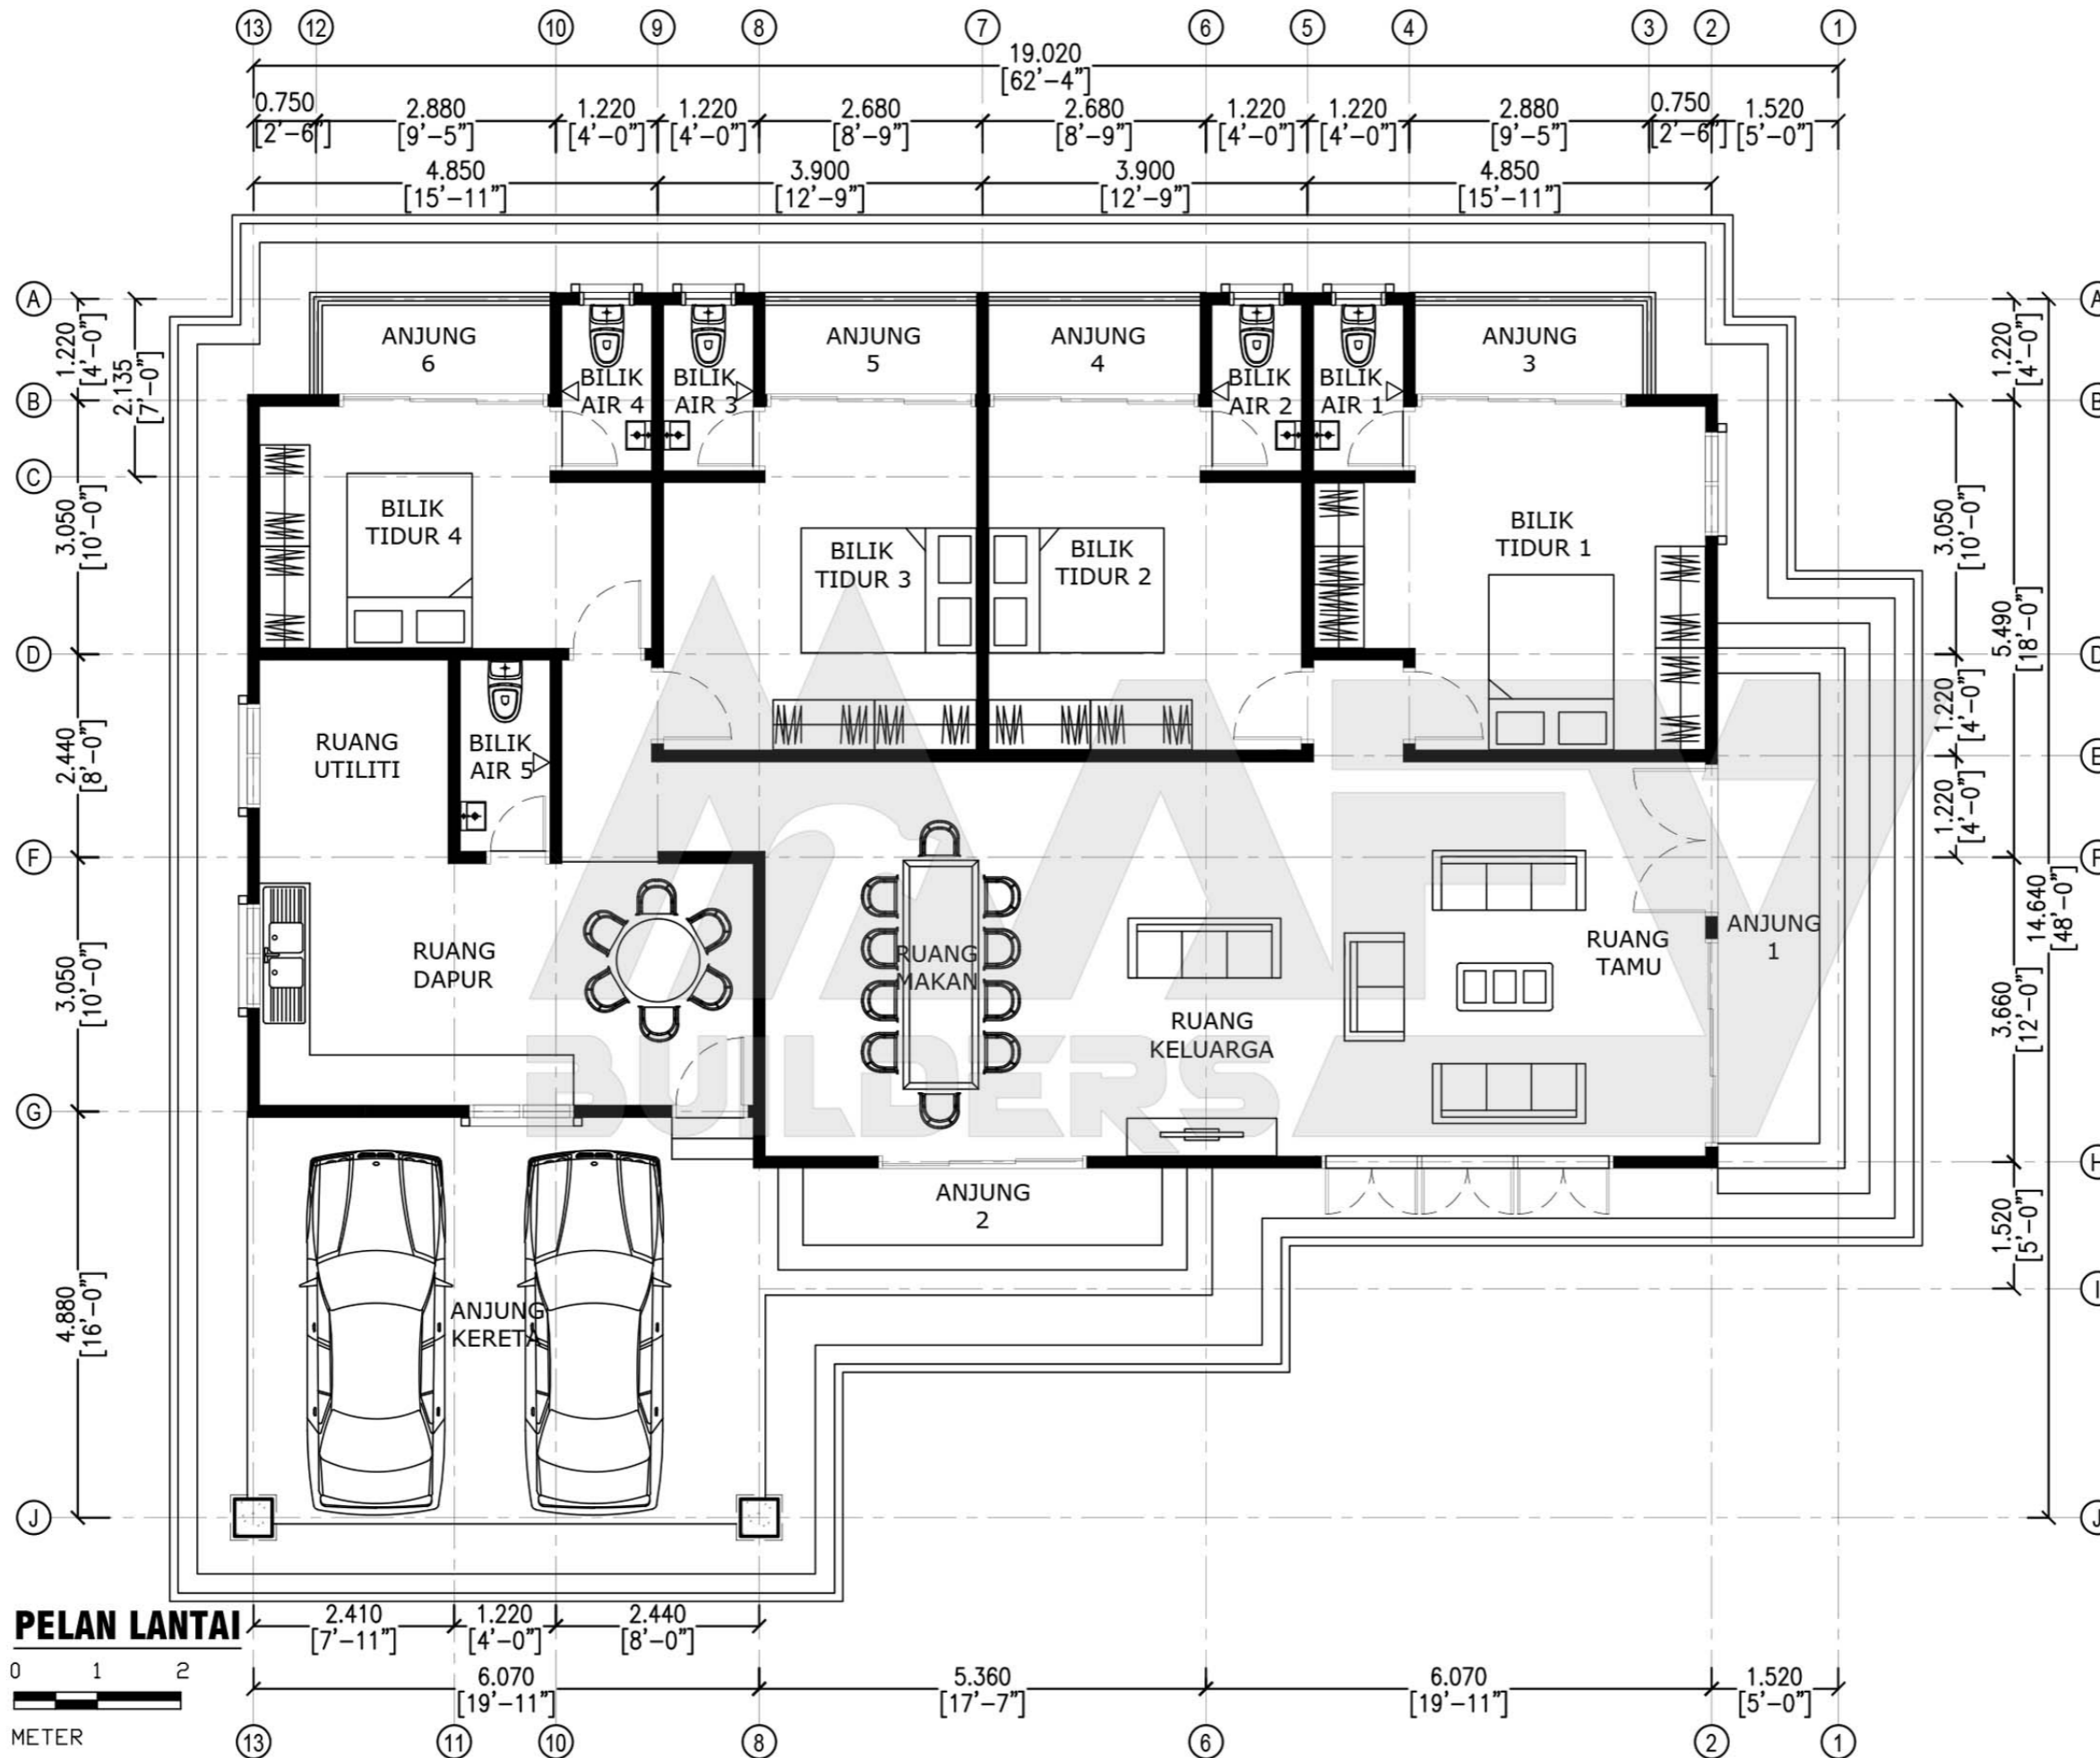 13 12 10 9 8 7 6 5 4 3 2 1
19.020
[62'-4"]
0.750 2.880 1.220 1.220 2.680 2.680 1.220 1.220 2.880 0.750 1.520
[2'-6"] [9'-5"] [4'-0"] [4'-0"] [8'-9"] [8'-9"] [4'-0"] [4'-0"] [9'-5"] [2'-6"] [5'-0"]
4.850 3.900 3.900 4.850
[15'-11"] [12'-9"] [12'-9"] [15'-11"]
A
B
C
D
E
F
G
H
I
J
1.220
[4'-0"]
2.135
[7'-0"]
3.050
[10'-0"]
2.440
[8'-0"]
3.050
[10'-0"]
4.880
[16'-0"]
ANJUNG
6
BILIK
AIR 4
BILIK
AIR 3
ANJUNG
5
ANJUNG
4
BILIK
AIR 2
BILIK
AIR 1
ANJUNG
3
BILIK
TIDUR 4
BILIK
TIDUR 3
BILIK
TIDUR 2
BILIK
TIDUR 1
RUANG
UTILITI
BILIK
AIR 5
RUANG
DAPUR
RUANG
MAKAN
RUANG
KELUARGA
RUANG
TAMU
ANJUNG
1
ANJUNG
2
ANJUNG
KERETA
BUILDERS
A
B
D
E
F
H
I
J
1.220
[4'-0"]
3.050
[10'-0"]
5.490
[18'-0"]
1.220
[4'-0"]
1.220
[4'-0"]
14.640
[48'-0"]
3.660
[12'-0"]
1.520
[5'-0"]
PELAN LANTAI
0 1 2
METER
2.410 1.220 2.440
[7'-11"] [4'-0"] [8'-0"]
6.070 5.360 6.070 1.520
[19'-11"] [17'-7"] [19'-11"] [5'-0"]
13 11 10 8 6 2 1